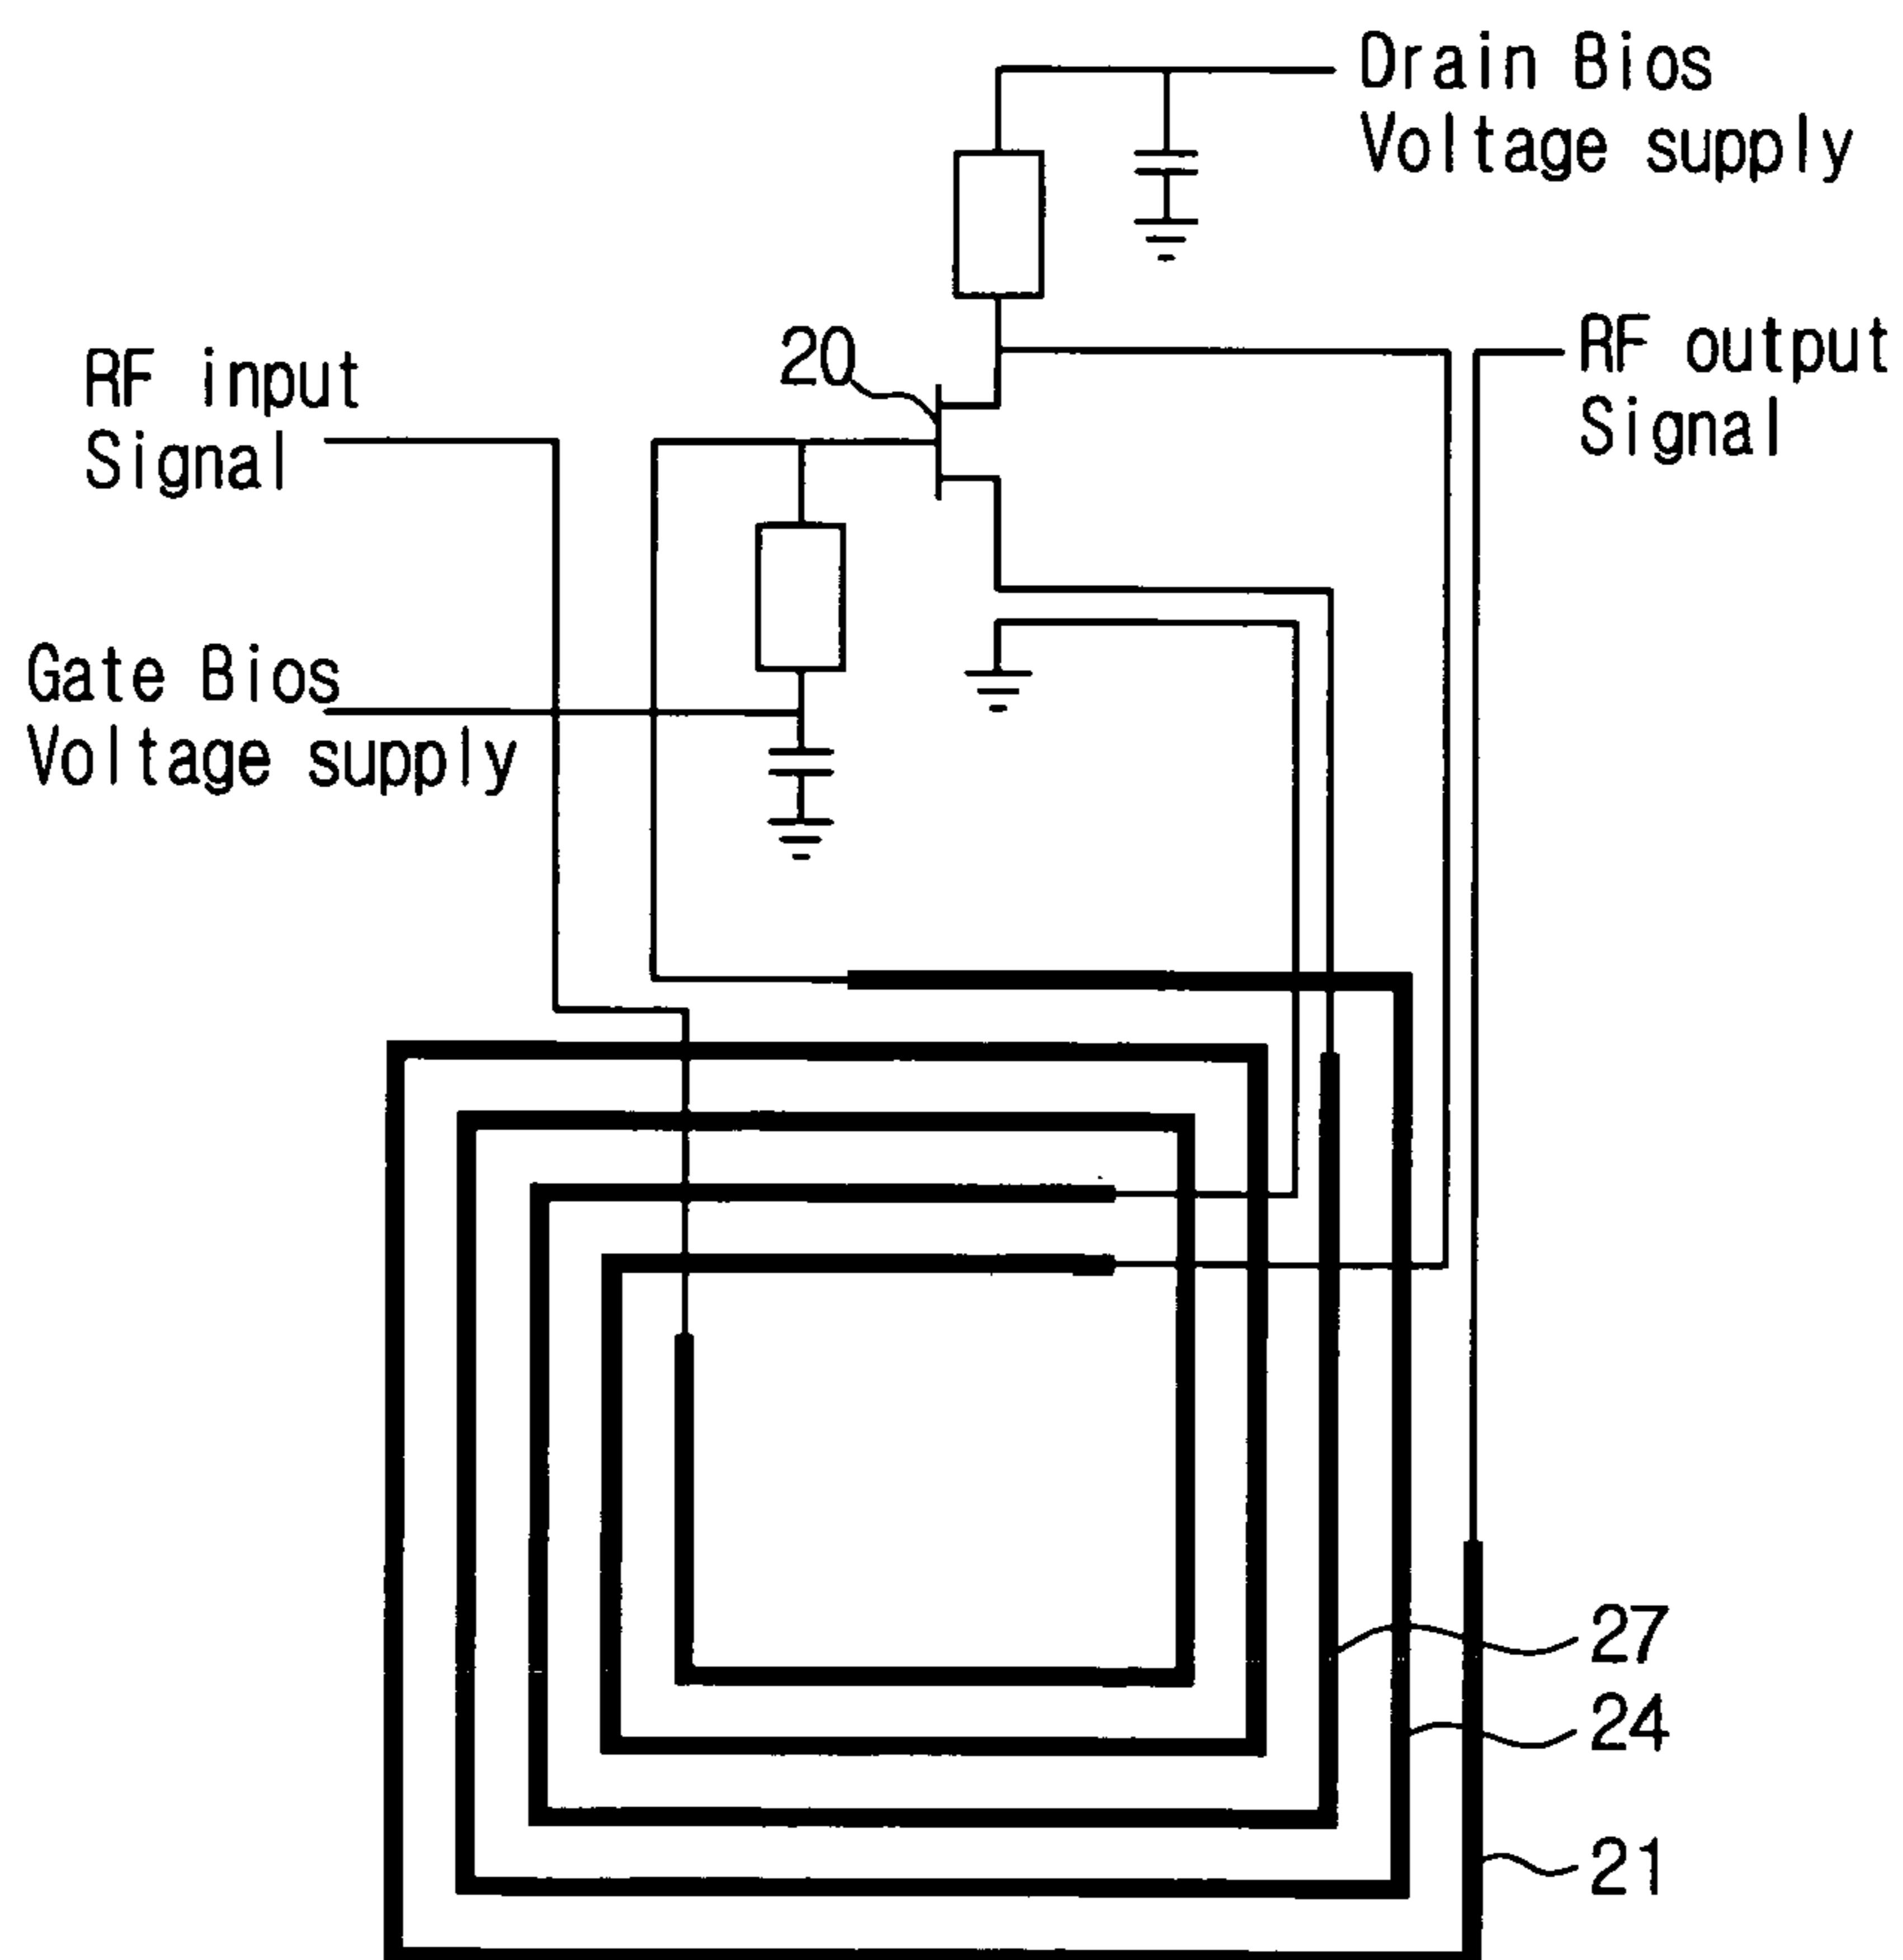 Drain Bios
Voltage supply
RF input
Signal
20
RF output
Signal
Gate Bios
Voltage supply
27
24
21